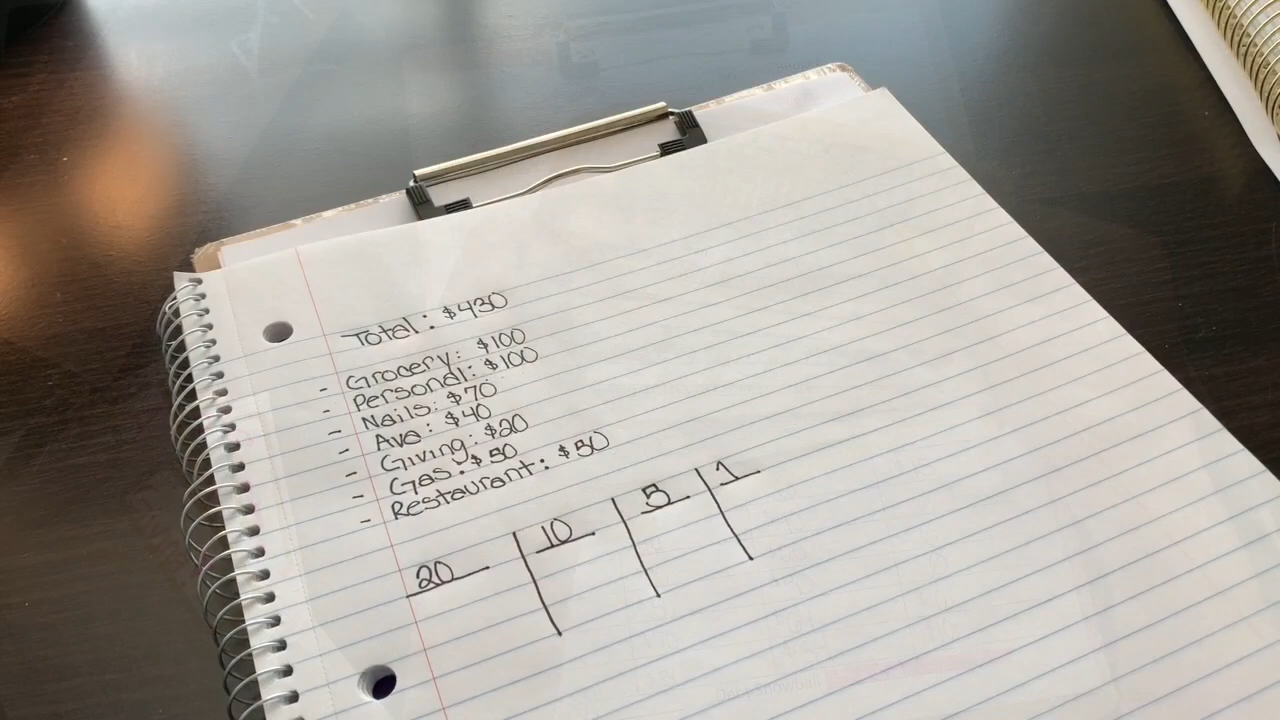 Total: $430
- Grocery: $100
- Personal: $100
- Nails: $70
- Ava: $40
- Giving: $20
- Gas: $50
- Restaurant: $50
20 10 5 1